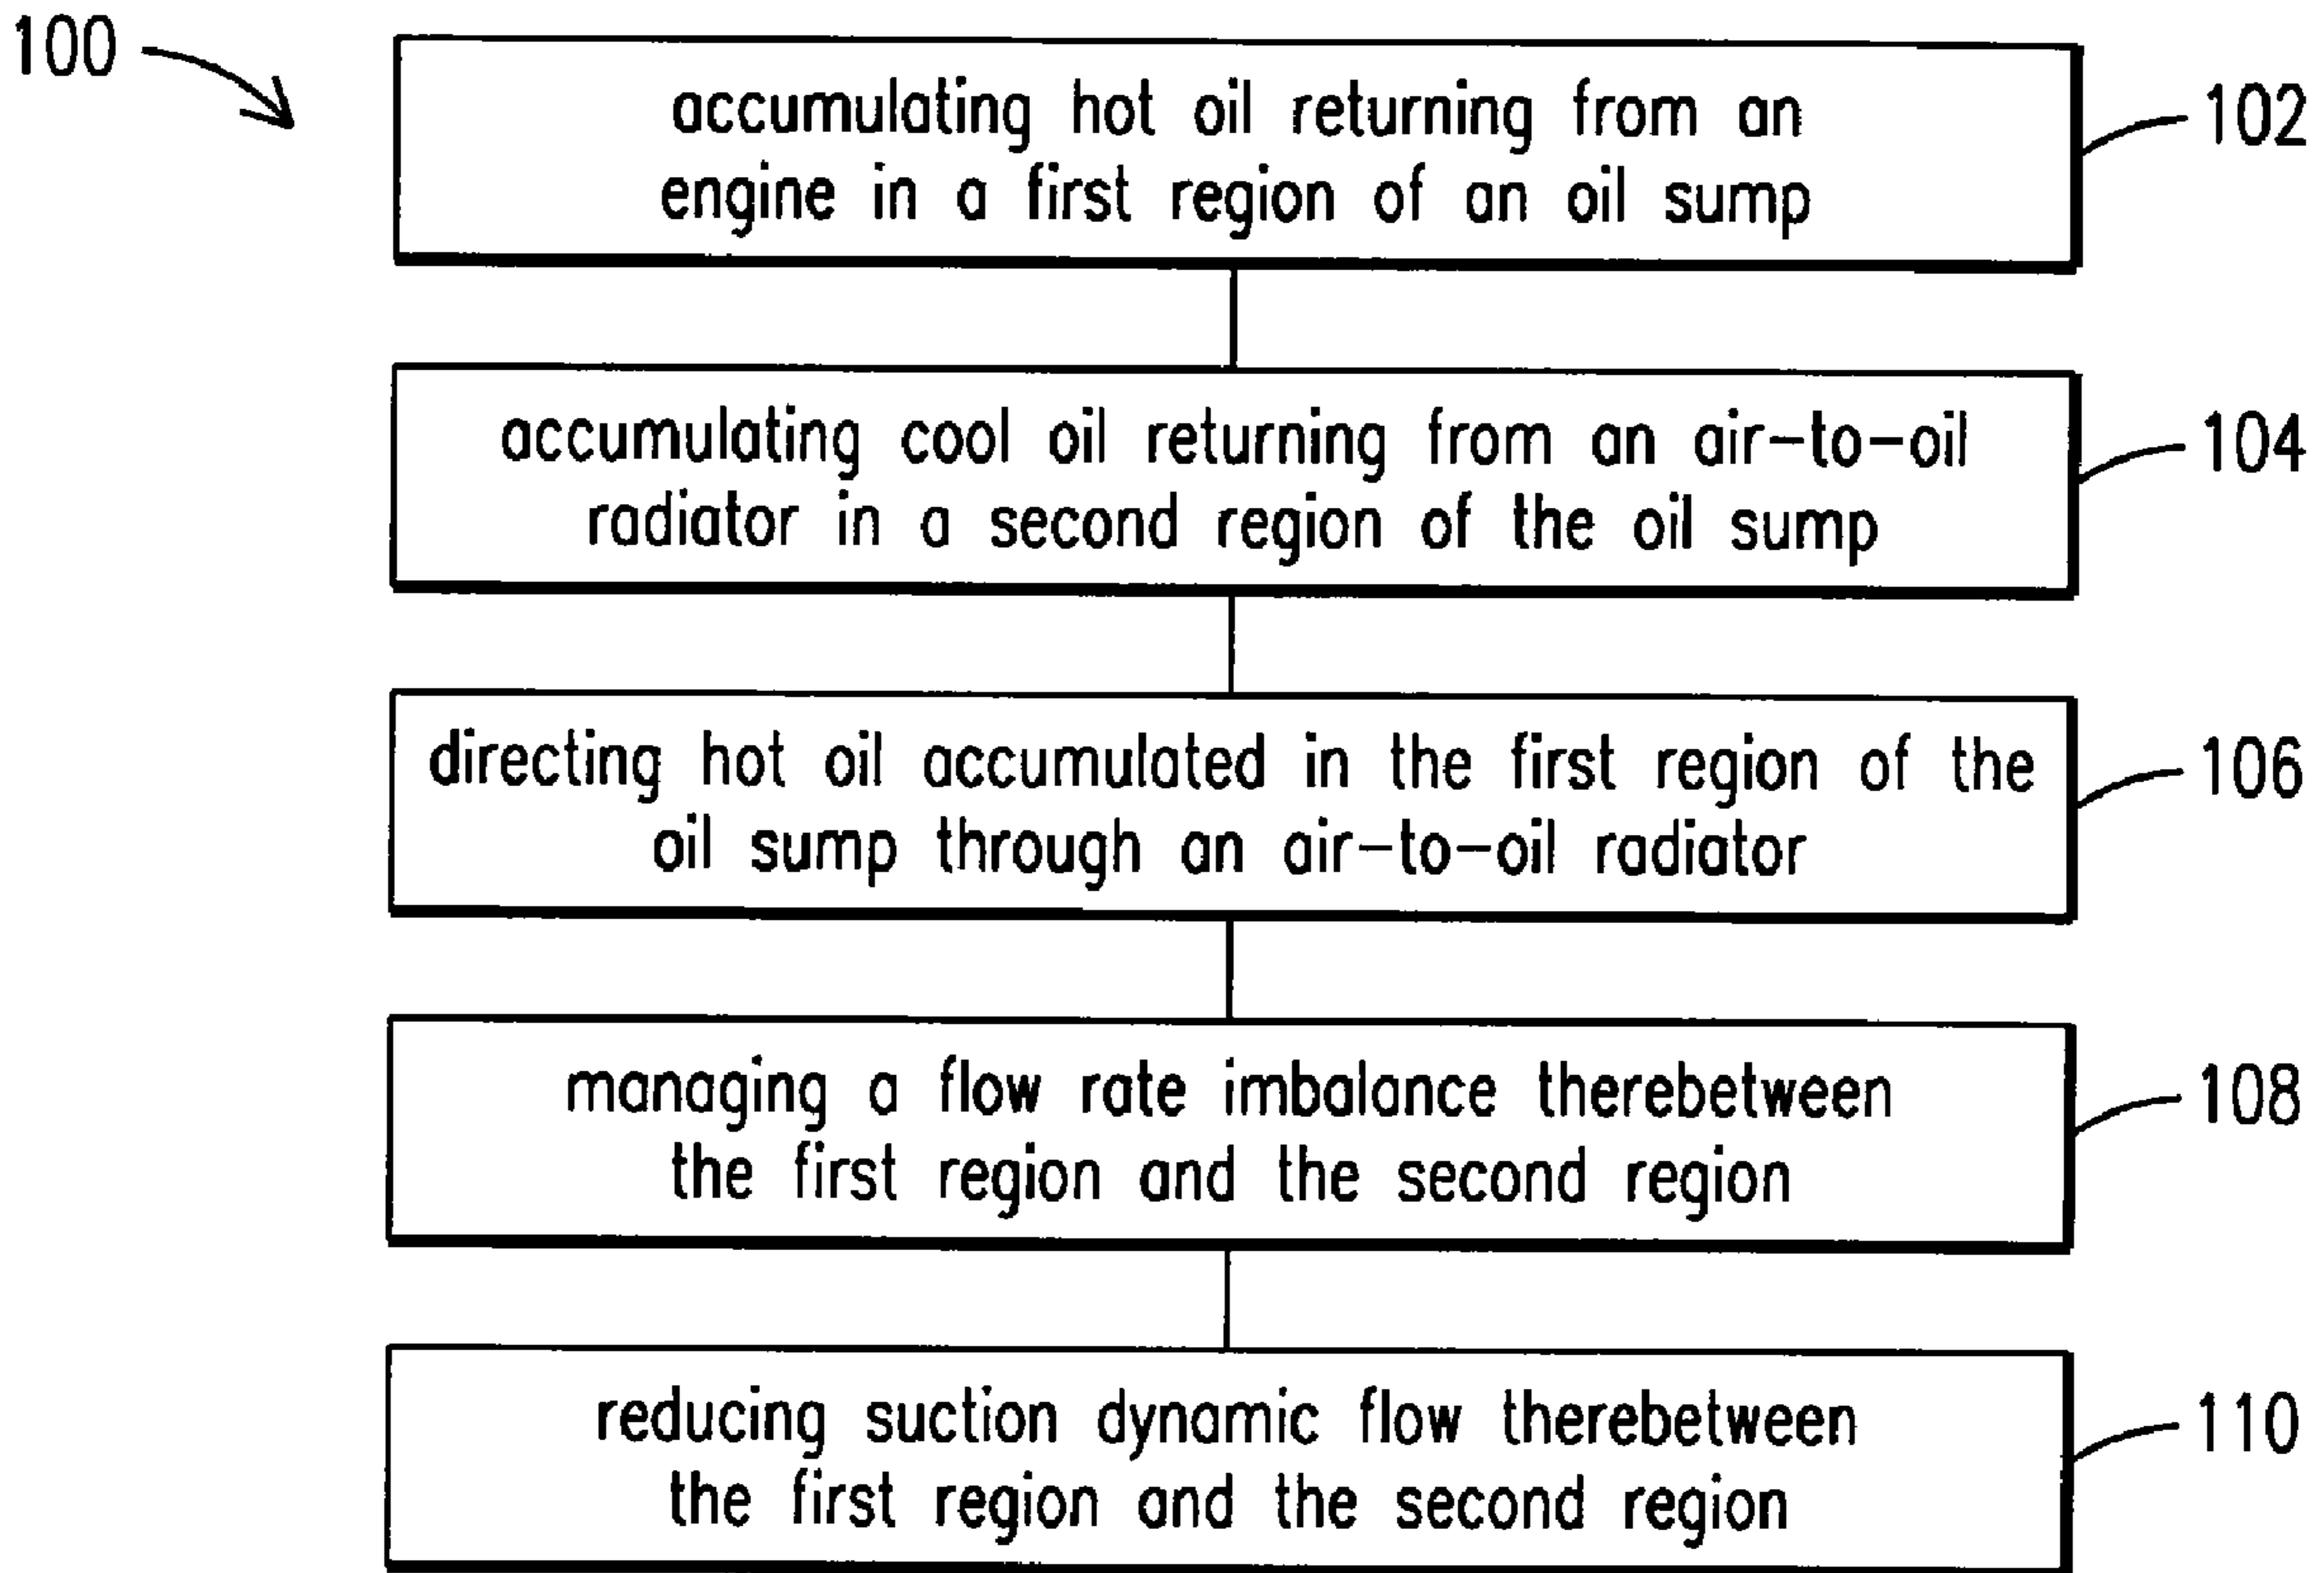 100
accumulating hot oil returning from an
engine in a first region of an oil sump
102
accumulating cool oil returning from an air-to-oil
radiator in a second region of the oil sump
104
directing hot oil accumulated in the first region of the
oil sump through an air-to-oil radiator
106
managing a flow rate imbalance therebetween
the first region and the second region
108
reducing suction dynamic flow therebetween
the first region and the second region
110